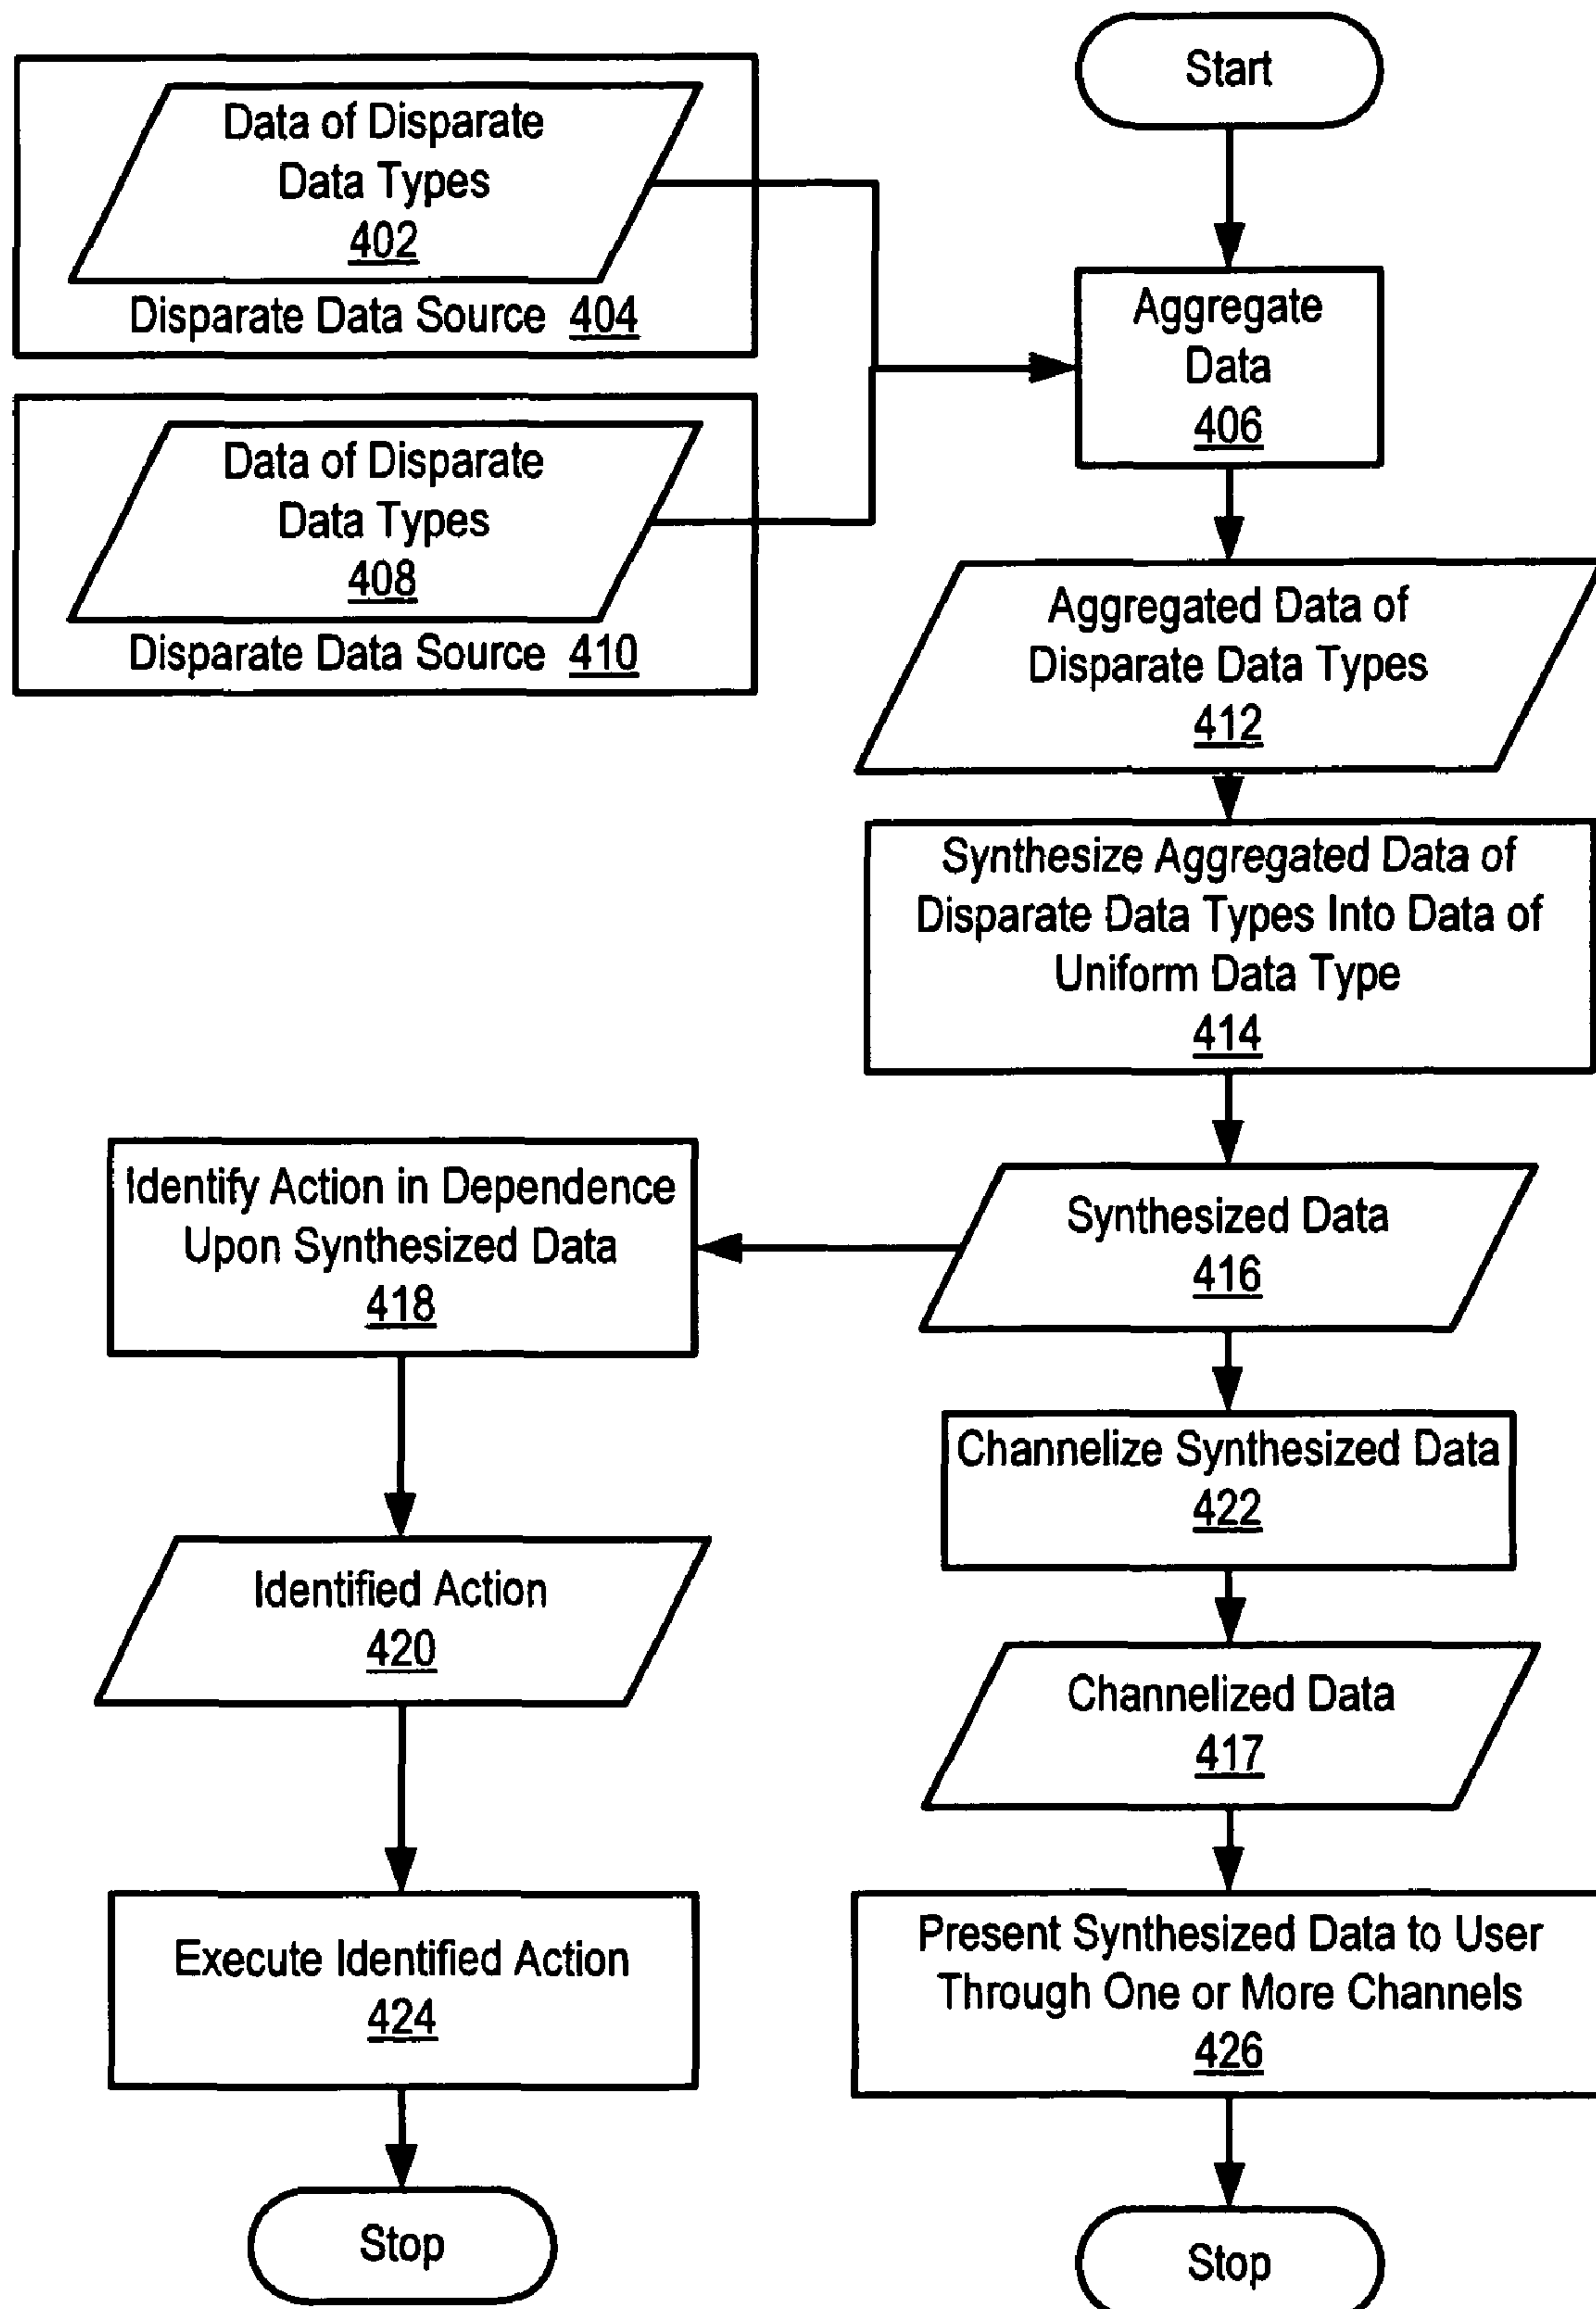 Start
Data of Disparate
Data Types
402
Disparate Data Source 404
Aggregate
Data
406
Data of Disparate
Data Types
408
Disparate Data Source 410
Aggregated Data of
Disparate Data Types
412
Synthesize Aggregated Data of
Disparate Data Types Into Data of
Uniform Data Type
414
Synthesized Data
416
Identify Action in Dependence
Upon Synthesized Data
418
Channelize Synthesized Data
422
Identified Action
420
Channelized Data
417
Execute Identified Action
424
Present Synthesized Data to User
Through One or More Channels
426
Stop
Stop